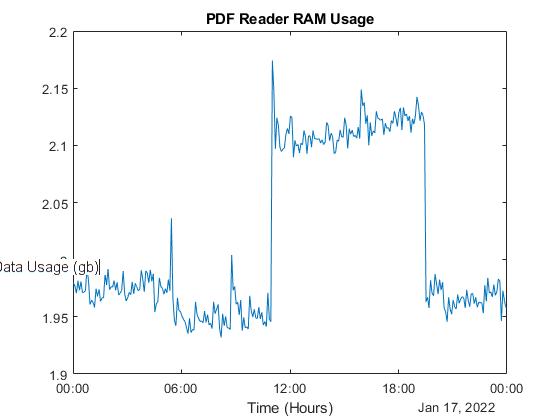 PDF Reader RAM Usage
2.2
2.15
2.1
2.05
2
Data Usage (gb)
1.95
1.9
00:00 06:00 12:00 18:00 00:00
Time (Hours)
Jan 17, 2022